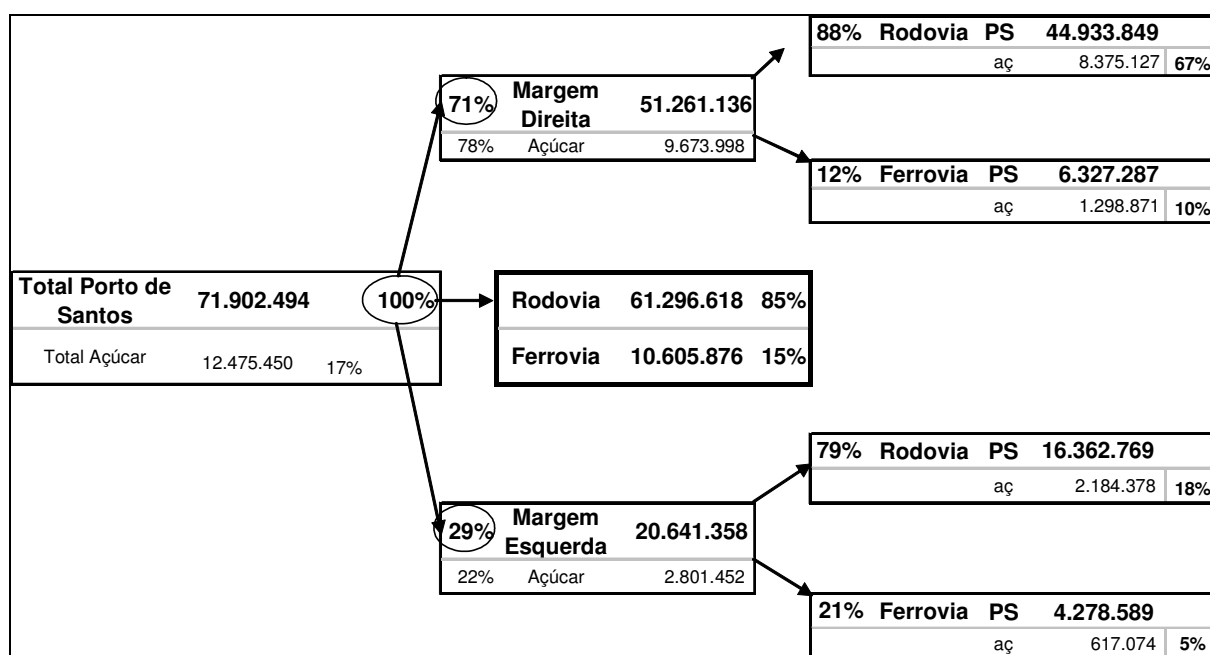 88% Rodovia PS 44.933.849
aç 8.375.127 67%
71% Margem Direita 51.261.136
78% Açúcar 9.673.998
12% Ferrovia PS 6.327.287
aç 1.298.871 10%
Total Porto de Santos 71.902.494 100%
Total Açúcar 12.475.450 17%
Rodovia 61.296.618 85%
Ferrovia 10.605.876 15%
79% Rodovia PS 16.362.769
aç 2.184.378 18%
29% Margem Esquerda 20.641.358
22% Açúcar 2.801.452
21% Ferrovia PS 4.278.589
aç 617.074 5%